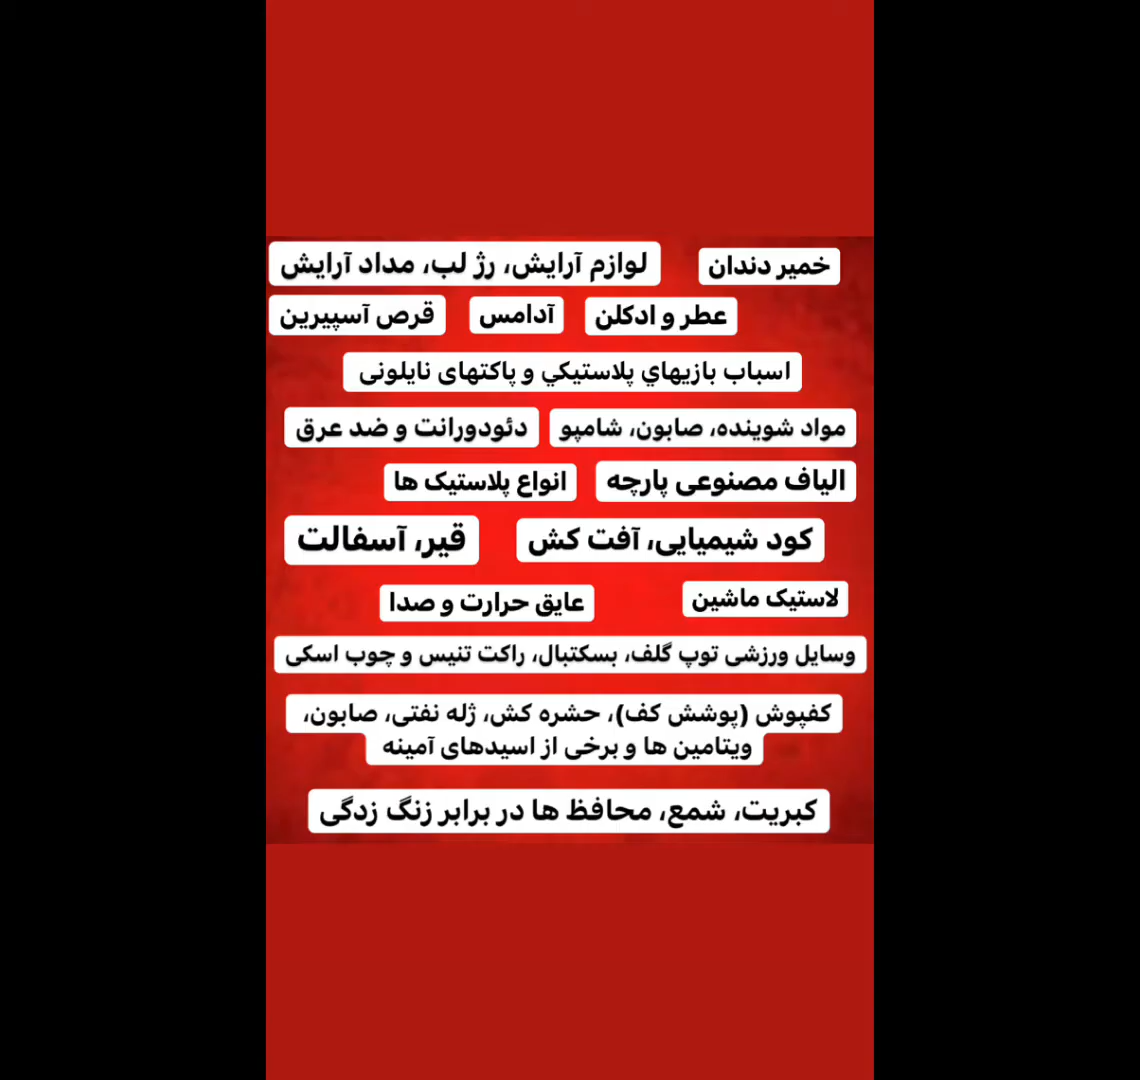 خمیر دندان لوازم آرایش، رژ لب، مداد آرایش
عطر و ادکلن آدامس قرص آسپیرین
اسباب بازیهاي پلاستیکي و پاکتهای نایلونی
مواد شوینده، صابون، شامپو دئودورانت و ضد عرق
الیاف مصنوعی پارچه انواع پلاستیک ها
کود شیمیایی، آفت کش قیر، آسفالت
لاستیک ماشین عایق حرارت و صدا
وسایل ورزشی توپ گلف، بسکتبال، راکت تنیس و چوب اسکی
کفپوش (پوشش کف)، حشره کش، ژله نفتی، صابون،
ویتامین ها و برخی از اسیدهای آمینه
کبریت، شمع، محافظ ها در برابر زنگ زدگی